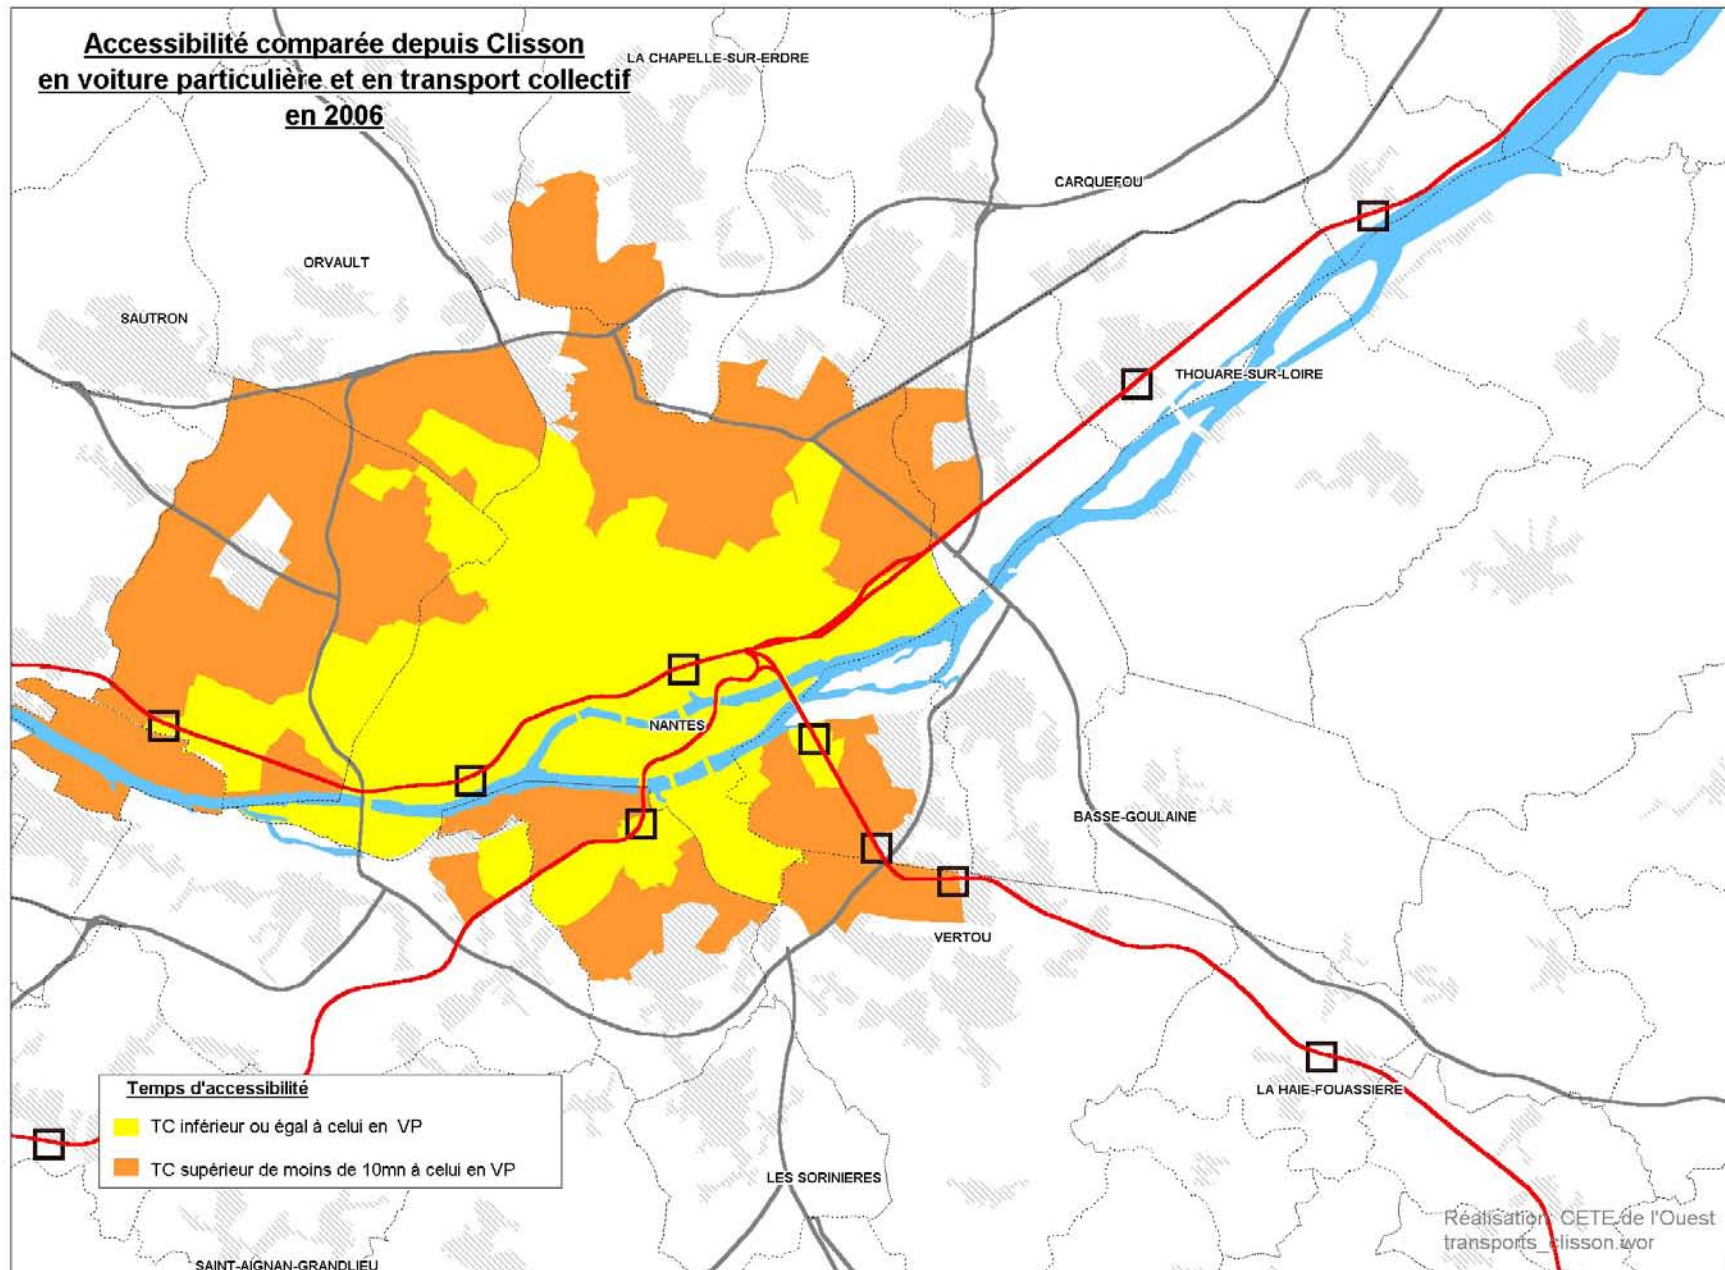 Accessibilité comparée depuis Clisson
en voiture particulière et en transport collectif
en 2006
LA CHAPELLE-SUR-ERDRE
CARQUEFOU
ORVAULT
SAUTRON
THOUARE-SUR-LOIRE
NANTES
BASSE-GOULAINE
VERTOU
LA HAIE-FOUASSIERE
Temps d'accessibilité
TC inférieur ou égal à celui en VP
TC supérieur de moins de 10mn à celui en VP
LES SORINIERES
SAINT-AIGNAN-GRANDLIEU
Réalisation, CETE de l'Ouest
transports_clisson.wor